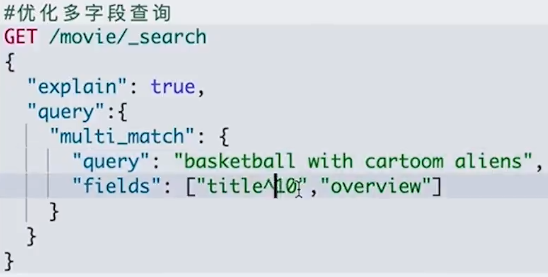 #优化多字段查询
GET /movie/_search
{
  "explain": true,
  "query":{
    "multi_match": {
      "query": "basketball with cartoom aliens",
      "fields": ["title^10","overview"]
    }
  }
}